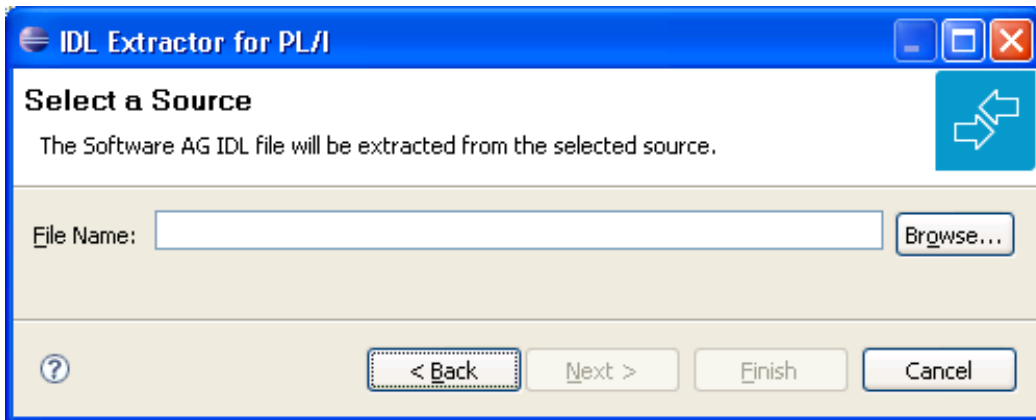 IDL Extractor for PL/I
Select a Source
The Software AG IDL file will be extracted from the selected source.
File Name: Browse...
? < Back Next > Finish Cancel